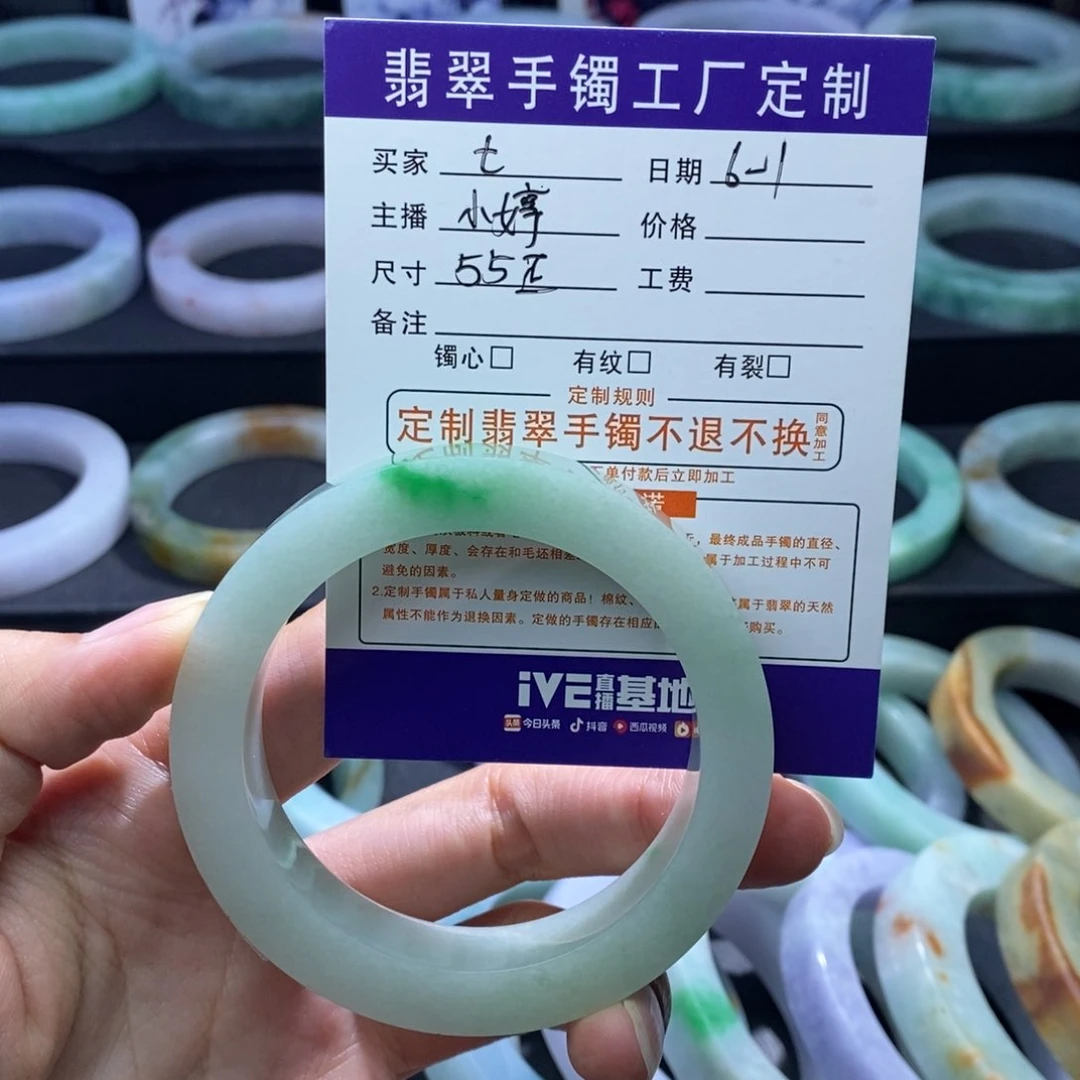 翡翠手镯工厂定制
买家 七 日期 6-1
主播 小婷 价格
尺寸 55正 工费
备注
镯心□ 有纹□ 有裂□
定制规则
定制翡翠手镯不退不换 同意加工
单付款后立即加工
诺
最终成品手镯的直径、
宽度、厚度、会存在和毛坯相差 属于加工过程中不可
避免的因素。
2.定制手镯属于私人量身定做的商品！棉纹、 属于翡翠的天然
属性不能作为退换因素。定做的手镯存在相应 购买。
iVE直播基地
头条 今日头条 抖音 西瓜视频